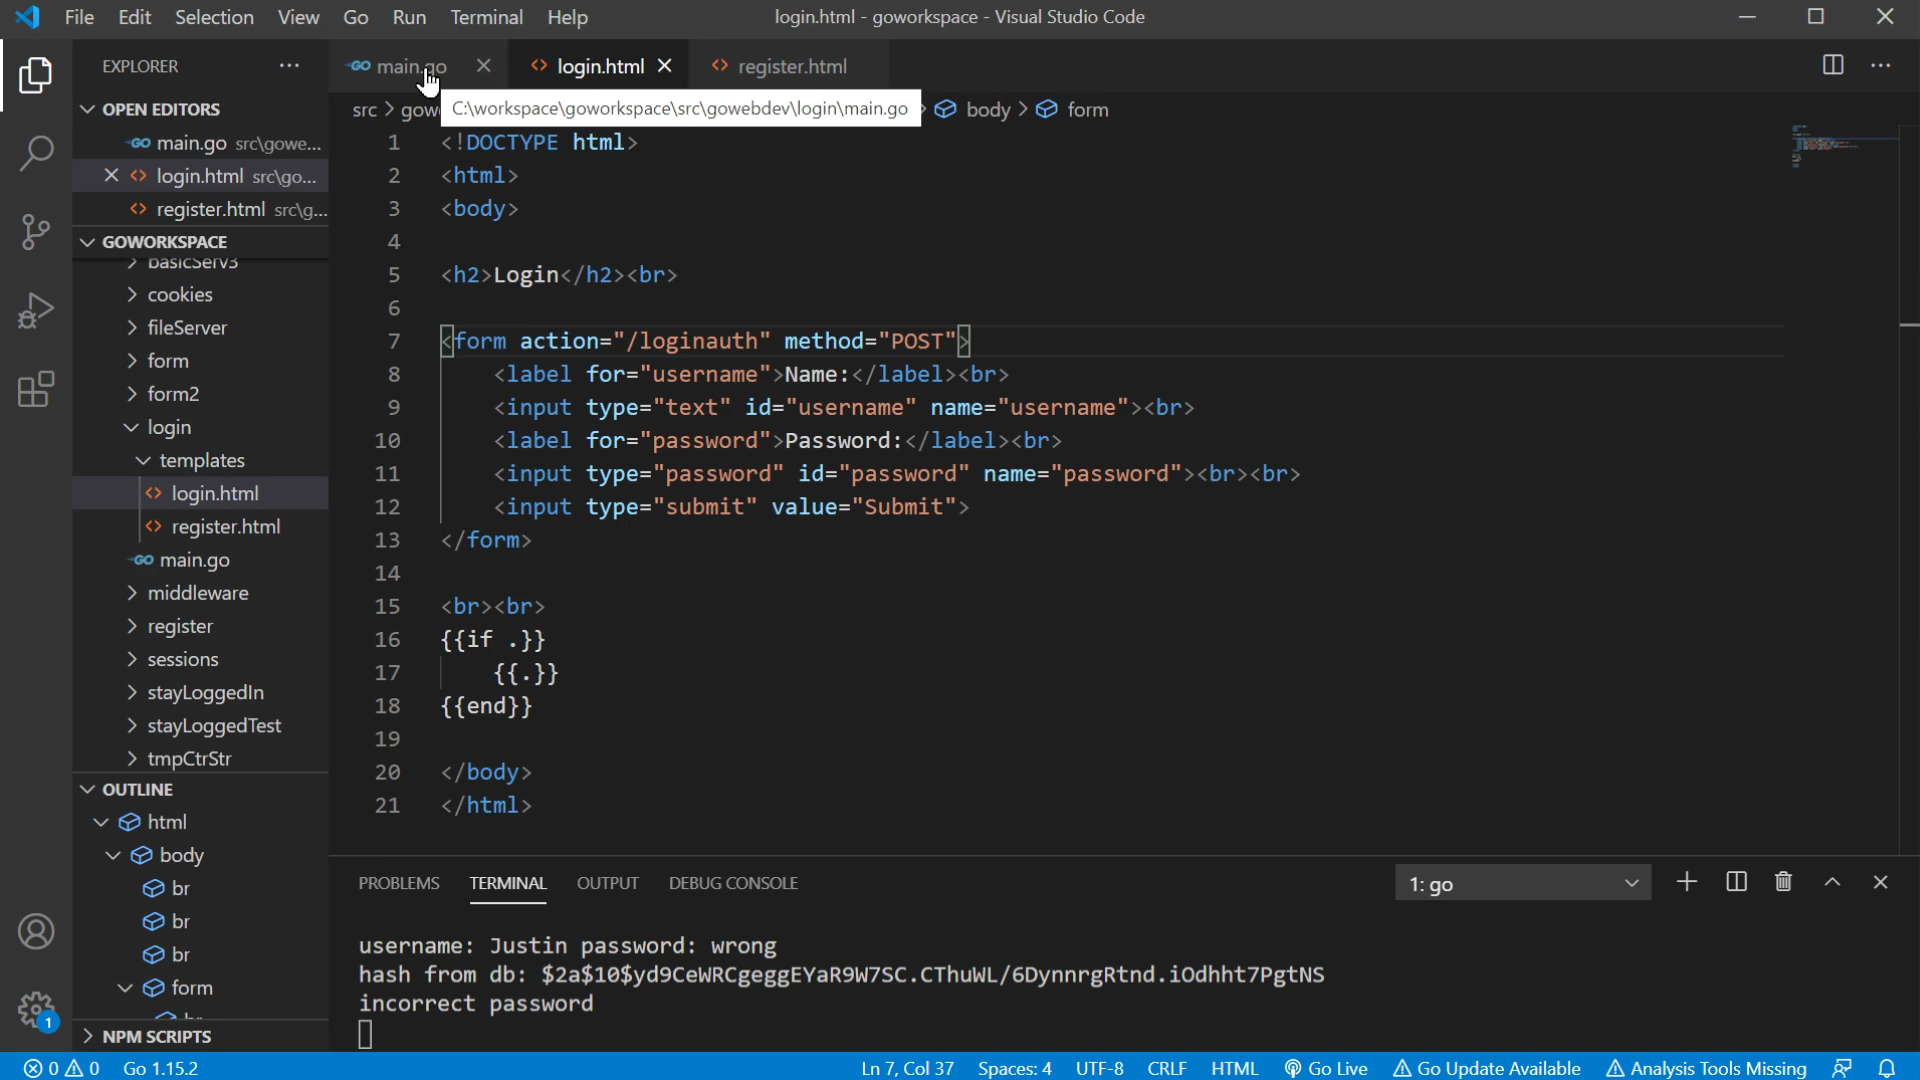 File Edit Selection View Go Run Terminal Help login.html - goworkspace - Visual Studio Code
EXPLORER
main.go
login.html
register.html
src > gow
C:\workspace\goworkspace\src\gowebdev\login\main.go
> body > form
OPEN EDITORS
main.go src\gowe...
login.html src\go...
register.html src\g...
GOWORKSPACE
basicServ3
cookies
fileServer
form
form2
login
templates
login.html
register.html
main.go
middleware
register
sessions
stayLoggedIn
stayLoggedTest
tmpCtrStr
OUTLINE
html
body
br
br
br
form
br
NPM SCRIPTS
1 <!DOCTYPE html>
2 <html>
3 <body>
4
5 <h2>Login</h2><br>
6
7 <form action="/loginauth" method="POST">
8 <label for="username">Name:</label><br>
9 <input type="text" id="username" name="username"><br>
10 <label for="password">Password:</label><br>
11 <input type="password" id="password" name="password"><br><br>
12 <input type="submit" value="Submit">
13 </form>
14
15 <br><br>
16 {{if .}}
17 {{.}}
18 {{end}}
19
20 </body>
21 </html>
PROBLEMS TERMINAL OUTPUT DEBUG CONSOLE 1: go
username: Justin password: wrong
hash from db: $2a$10$yd9CeWRCgeggEYaR9W7SC.CThuWL/6DynnrgRtnd.iOdhht7PgtNS
incorrect password
1
0 0 Go 1.15.2 Ln 7, Col 37 Spaces: 4 UTF-8 CRLF HTML Go Live Go Update Available Analysis Tools Missing